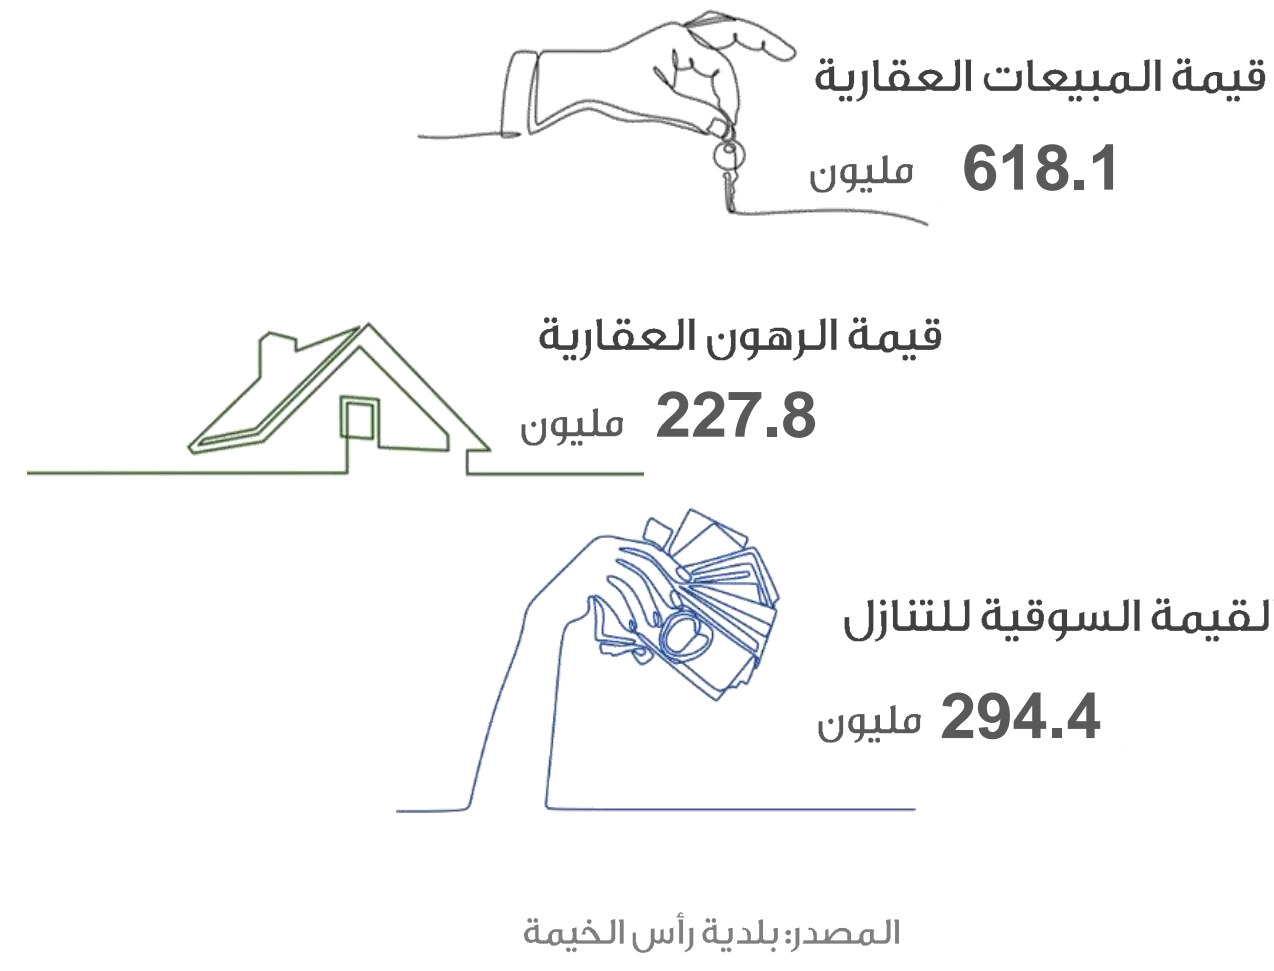 قيمة المبيعات العقارية
618.1 مليون
قيمة الرهون العقارية
227.8 مليون
لقيمة السوقية للتنازل
294.4 مليون
المصدر: بلدية رأس الخيمة